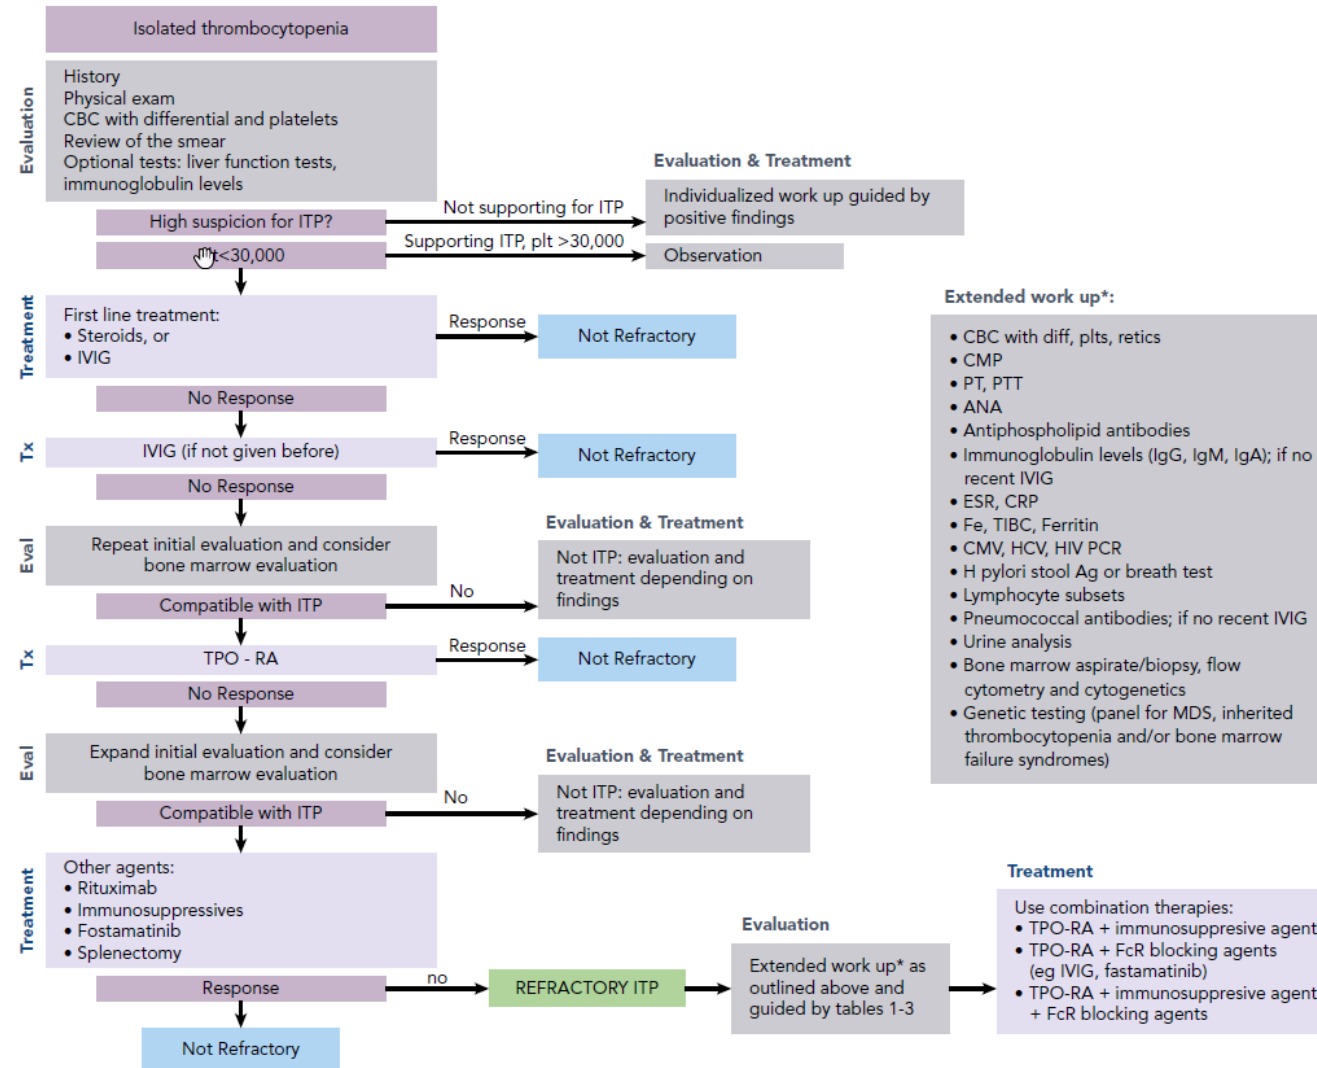 Isolated thrombocytopenia
Evaluation
History
Physical exam
CBC with differential and platelets
Review of the smear
Optional tests: liver function tests,
immunoglobulin levels
High suspicion for ITP?
Not supporting for ITP
Evaluation & Treatment
Individualized work up guided by
positive findings
t<30,000
Supporting ITP, plt >30,000
Observation
Treatment
First line treatment:
• Steroids, or
• IVIG
Response
Not Refractory
No Response
Tx
IVIG (if not given before)
Response
Not Refractory
No Response
Eval
Repeat initial evaluation and consider
bone marrow evaluation
Evaluation & Treatment
Not ITP: evaluation and
treatment depending on
findings
Compatible with ITP
No
Tx
TPO - RA
Response
Not Refractory
No Response
Eval
Expand initial evaluation and consider
bone marrow evaluation
Evaluation & Treatment
Not ITP: evaluation and
treatment depending on
findings
Compatible with ITP
No
Treatment
Other agents:
• Rituximab
• Immunosuppressives
• Fostamatinib
• Splenectomy
Response
no
Not Refractory
REFRACTORY ITP
Evaluation
Extended work up* as
outlined above and
guided by tables 1-3
Treatment
Use combination therapies:
• TPO-RA + immunosuppresive agent
• TPO-RA + FcR blocking agents
(eg IVIG, fastamatinib)
• TPO-RA + immunosuppresive agent
+ FcR blocking agents
Extended work up*:
• CBC with diff, plts, retics
• CMP
• PT, PTT
• ANA
• Antiphospholipid antibodies
• Immunoglobulin levels (IgG, IgM, IgA); if no
recent IVIG
• ESR, CRP
• Fe, TIBC, Ferritin
• CMV, HCV, HIV PCR
• H pylori stool Ag or breath test
• Lymphocyte subsets
• Pneumococcal antibodies; if no recent IVIG
• Urine analysis
• Bone marrow aspirate/biopsy, flow
cytometry and cytogenetics
• Genetic testing (panel for MDS, inherited
thrombocytopenia and/or bone marrow
failure syndromes)